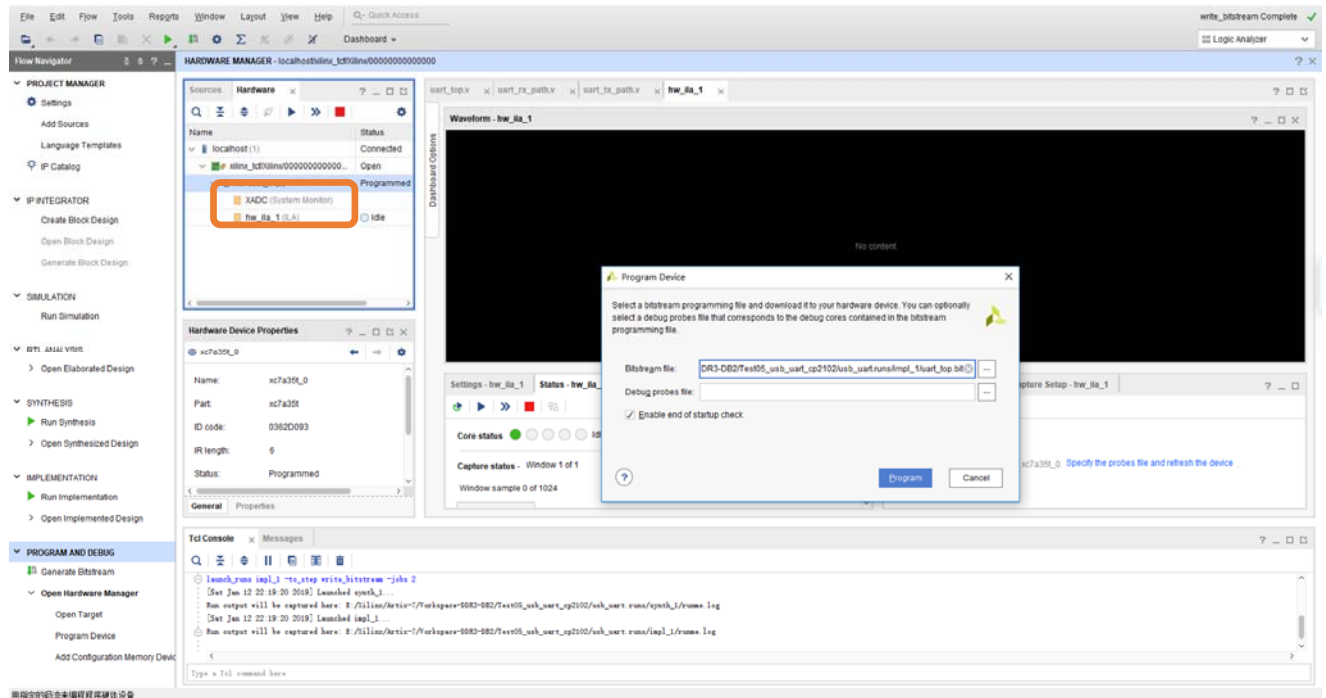 File Edit Flow Tools Reports Window Layout View Help Q- Quick Access
write_bitstream Complete
Dashboard
Logic Analyzer
Flow Navigator
HARDWARE MANAGER - localhost/xilinx_tcf/Xilinx/0000000000000
PROJECT MANAGER
Settings
Add Sources
Language Templates
IP Catalog
IP INTEGRATOR
Create Block Design
Open Block Design
Generate Block Design
SIMULATION
Run Simulation
RTL ANALYSIS
Open Elaborated Design
SYNTHESIS
Run Synthesis
Open Synthesized Design
IMPLEMENTATION
Run Implementation
Open Implemented Design
PROGRAM AND DEBUG
Generate Bitstream
Open Hardware Manager
Open Target
Program Device
Add Configuration Memory Devic
Sources Hardware
Name Status
localhost (1) Connected
xilinx_tcf/Xilinx/000000000000... Open
Programmed
XADC (System Monitor)
hw_ila_1 (ILA) Idle
Hardware Device Properties
xc7a35t_0
Name: xc7a35t_0
Part: xc7a35t
ID code: 0362D093
IR length: 6
Status: Programmed
General Properties
uart_top.v uart_rx_path.v uart_tx_path.v hw_ila_1
Dashboard Options
Waveform - hw_ila_1
No content
Program Device
Select a bitstream programming file and download it to your hardware device. You can optionally
select a debug probes file that corresponds to the debug cores contained in the bitstream
programming file.
Bitstream file: DR3-DB2/Test05_usb_uart_cp2102/usb_uart.runs/impl_1/uart_top.bit
Debug probes file:
Enable end of startup check
Program Cancel
Settings - hw_ila_1 Status - hw_ila_ apture Setup - hw_ila_1
Core status Idl
Capture status - Window 1 of 1
Window sample 0 of 1024
xc7a35t_0. Specify the probes file and refresh the device.
Tcl Console Messages
launch_runs impl_1 -to_step write_bitstream -jobs 2
[Sat Jan 12 22:19:20 2019] Launched synth_1...
Run output will be captured here: E:/Xilinx/Artix-7/Workspace-DDR3-DB2/Test05_usb_uart_cp2102/usb_uart.runs/synth_1/runme.log
[Sat Jan 12 22:19:20 2019] Launched impl_1...
Run output will be captured here: E:/Xilinx/Artix-7/Workspace-DDR3-DB2/Test05_usb_uart_cp2102/usb_uart.runs/impl_1/runme.log
Type a Tcl command here